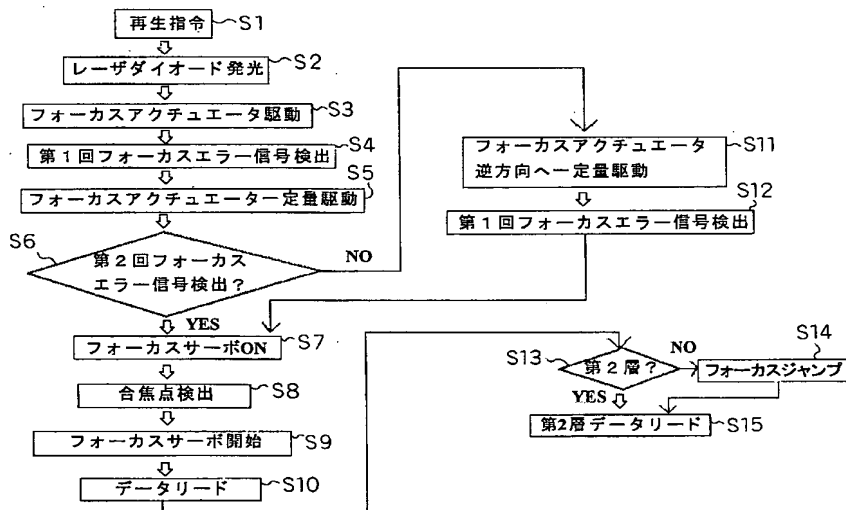 再生指令 S1
レーザダイオード発光 S2
フォーカスアクチュエータ駆動 S3
第1回フォーカスエラー信号検出 S4
フォーカスアクチュエーター定量駆動 S5
S6
第2回フォーカス
エラー信号検出?
NO
YES
フォーカスサーボON S7
合焦点検出 S8
フォーカスサーボ開始 S9
データリード S10
フォーカスアクチュエータ
逆方向へ一定量駆動
S11
第1回フォーカスエラー信号検出 S12
S13
第2層?
NO
YES
フォーカスジャンプ S14
第2層データリード S15